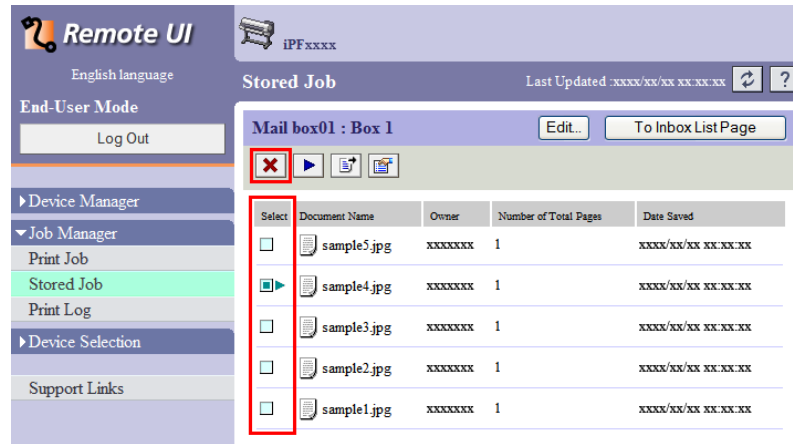 Remote UI
English language
End-User Mode
Log Out
▶Device Manager
▼Job Manager
Print Job
Stored Job
Print Log
▶Device Selection
Support Links
iPFxxxx
Stored Job Last Updated :xxxx/xx/xx xx:xx:xx ?
Mail box01 : Box 1 Edit... To Inbox List Page
Select Document Name Owner Number of Total Pages Date Saved
sample5.jpg xxxxxxx 1 xxxx/xx/xx xx:xx:xx
sample4.jpg xxxxxxx 1 xxxx/xx/xx xx:xx:xx
sample3.jpg xxxxxxx 1 xxxx/xx/xx xx:xx:xx
sample2.jpg xxxxxxx 1 xxxx/xx/xx xx:xx:xx
sample1.jpg xxxxxxx 1 xxxx/xx/xx xx:xx:xx